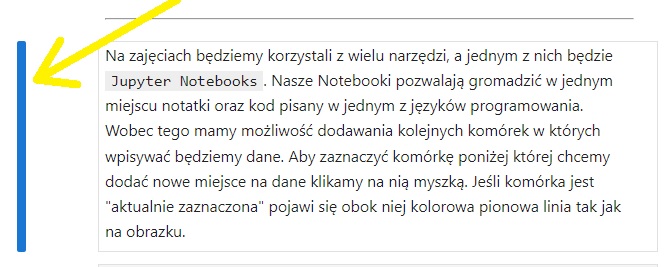 Na zajęciach będziemy korzystali z wielu narzędzi, a jednym z nich będzie
Jupyter Notebooks. Nasze Notebooki pozwalają gromadzić w jednym
miejscu notatki oraz kod pisany w jednym z języków programowania.
Wobec tego mamy możliwość dodawania kolejnych komórek w których
wpisywać będziemy dane. Aby zaznaczyć komórkę poniżej której chcemy
dodać nowe miejsce na dane klikamy na nią myszką. Jeśli komórka jest
"aktualnie zaznaczona" pojawi się obok niej kolorowa pionowa linia tak jak
na obrazku.